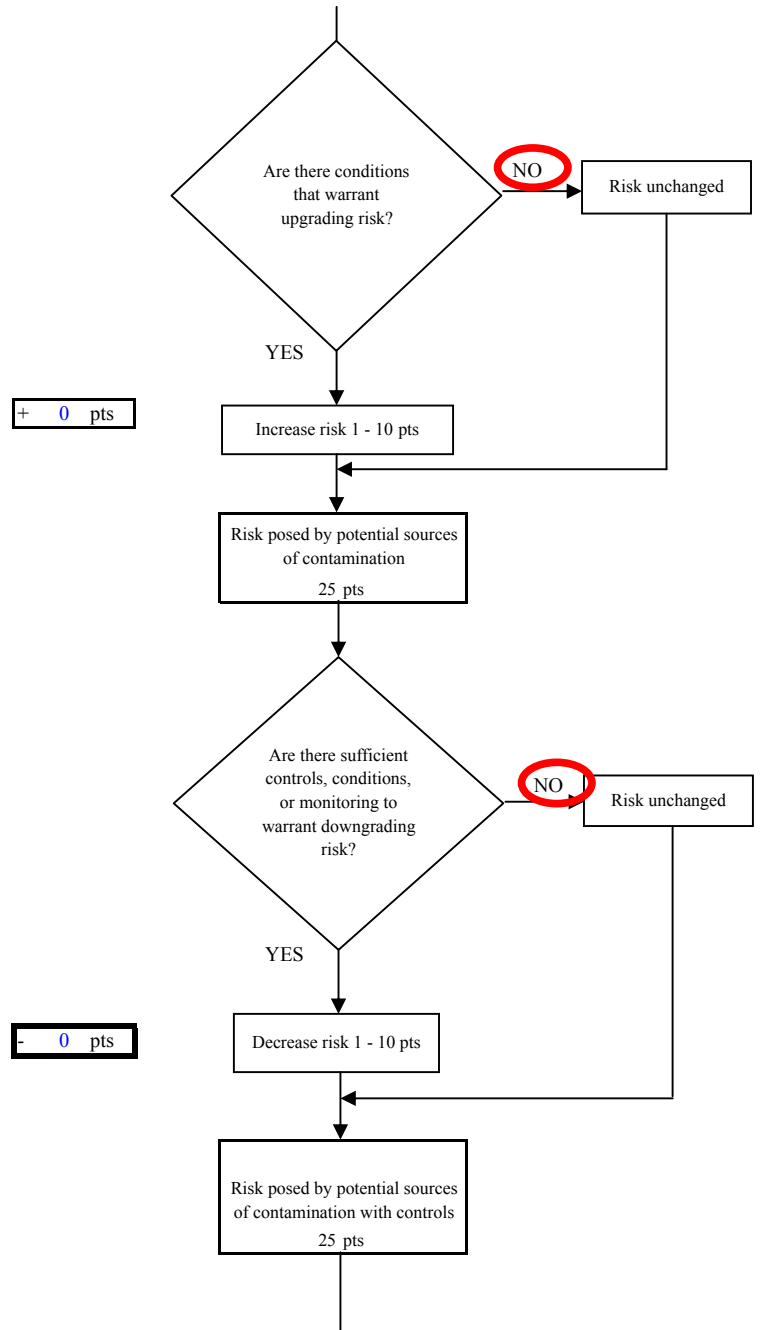 Are there conditions
that warrant
upgrading risk?
NO
Risk unchanged
YES
+ 0 pts
Increase risk 1 - 10 pts
Risk posed by potential sources
of contamination
25 pts
Are there sufficient
controls, conditions,
or monitoring to
warrant downgrading
risk?
NO
Risk unchanged
YES
- 0 pts
Decrease risk 1 - 10 pts
Risk posed by potential sources
of contamination with controls
25 pts